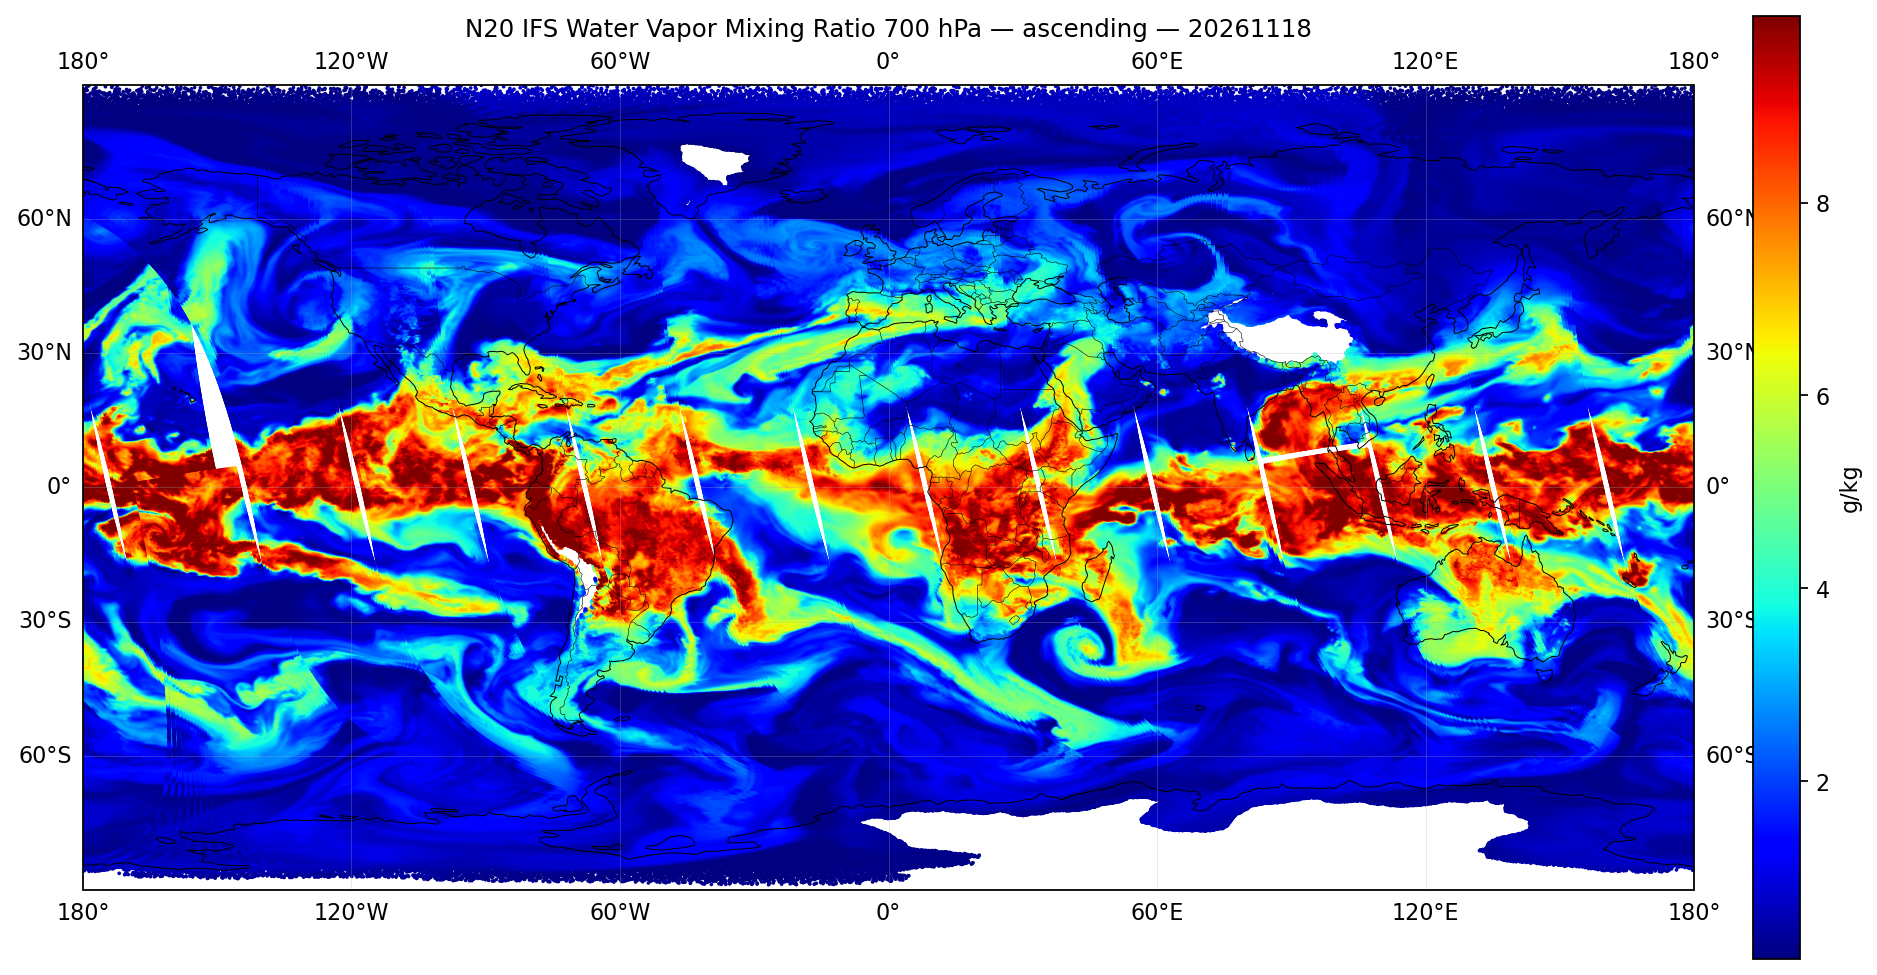 N20 IFS Water Vapor Mixing Ratio 700 hPa — ascending — 20261118
180° 120°W 60°W 0° 60°E 120°E 180°
60°N 60°N
30°N 30°N
0° 0°
30°S 30°S
60°S 60°S
180° 120°W 60°W 0° 60°E 120°E 180°
8
6
4
2
g/kg